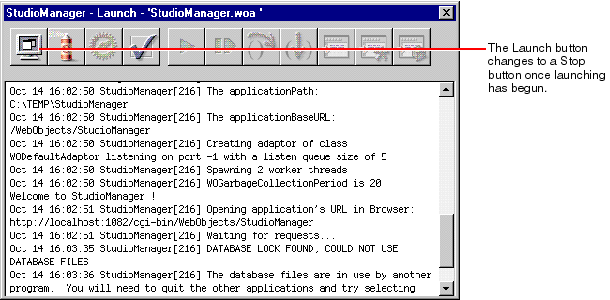 StudioManager - Launch - 'StudioManager.woa '
The Launch button
changes to a Stop
button once launching
has begun.
Oct 14 16:02:50 StudioManager[216] The applicationPath:
C:\TEMP\StudioManager
Oct 14 16:02:50 StudioManager[216] The applicationBaseURL:
/WebObjects/StudioManager
Oct 14 16:02:50 StudioManager[216] Creating adaptor of class
WODefaultAdaptor listening on port -1 with a listen queue size of 5
Oct 14 16:02:50 StudioManager[216] Spawning 2 worker threads
Oct 14 16:02:50 StudioManager[216] WOGarbageCollectionPeriod is 20
Welcome to StudioManager !
Oct 14 16:02:51 StudioManager[216] Opening application's URL in Browser:
http://localhost:1082/cgi-bin/WebObjects/StudioManager
Oct 14 16:02:51 StudioManager[216] Waiting for requests...
Oct 14 16:03:35 StudioManager[216] DATABASE LOCK FOUND, COULD NOT USE
DATABASE FILES
Oct 14 16:03:36 StudioManager[216] The database files are in use by another
program. You will need to quit the other applications and try selecting